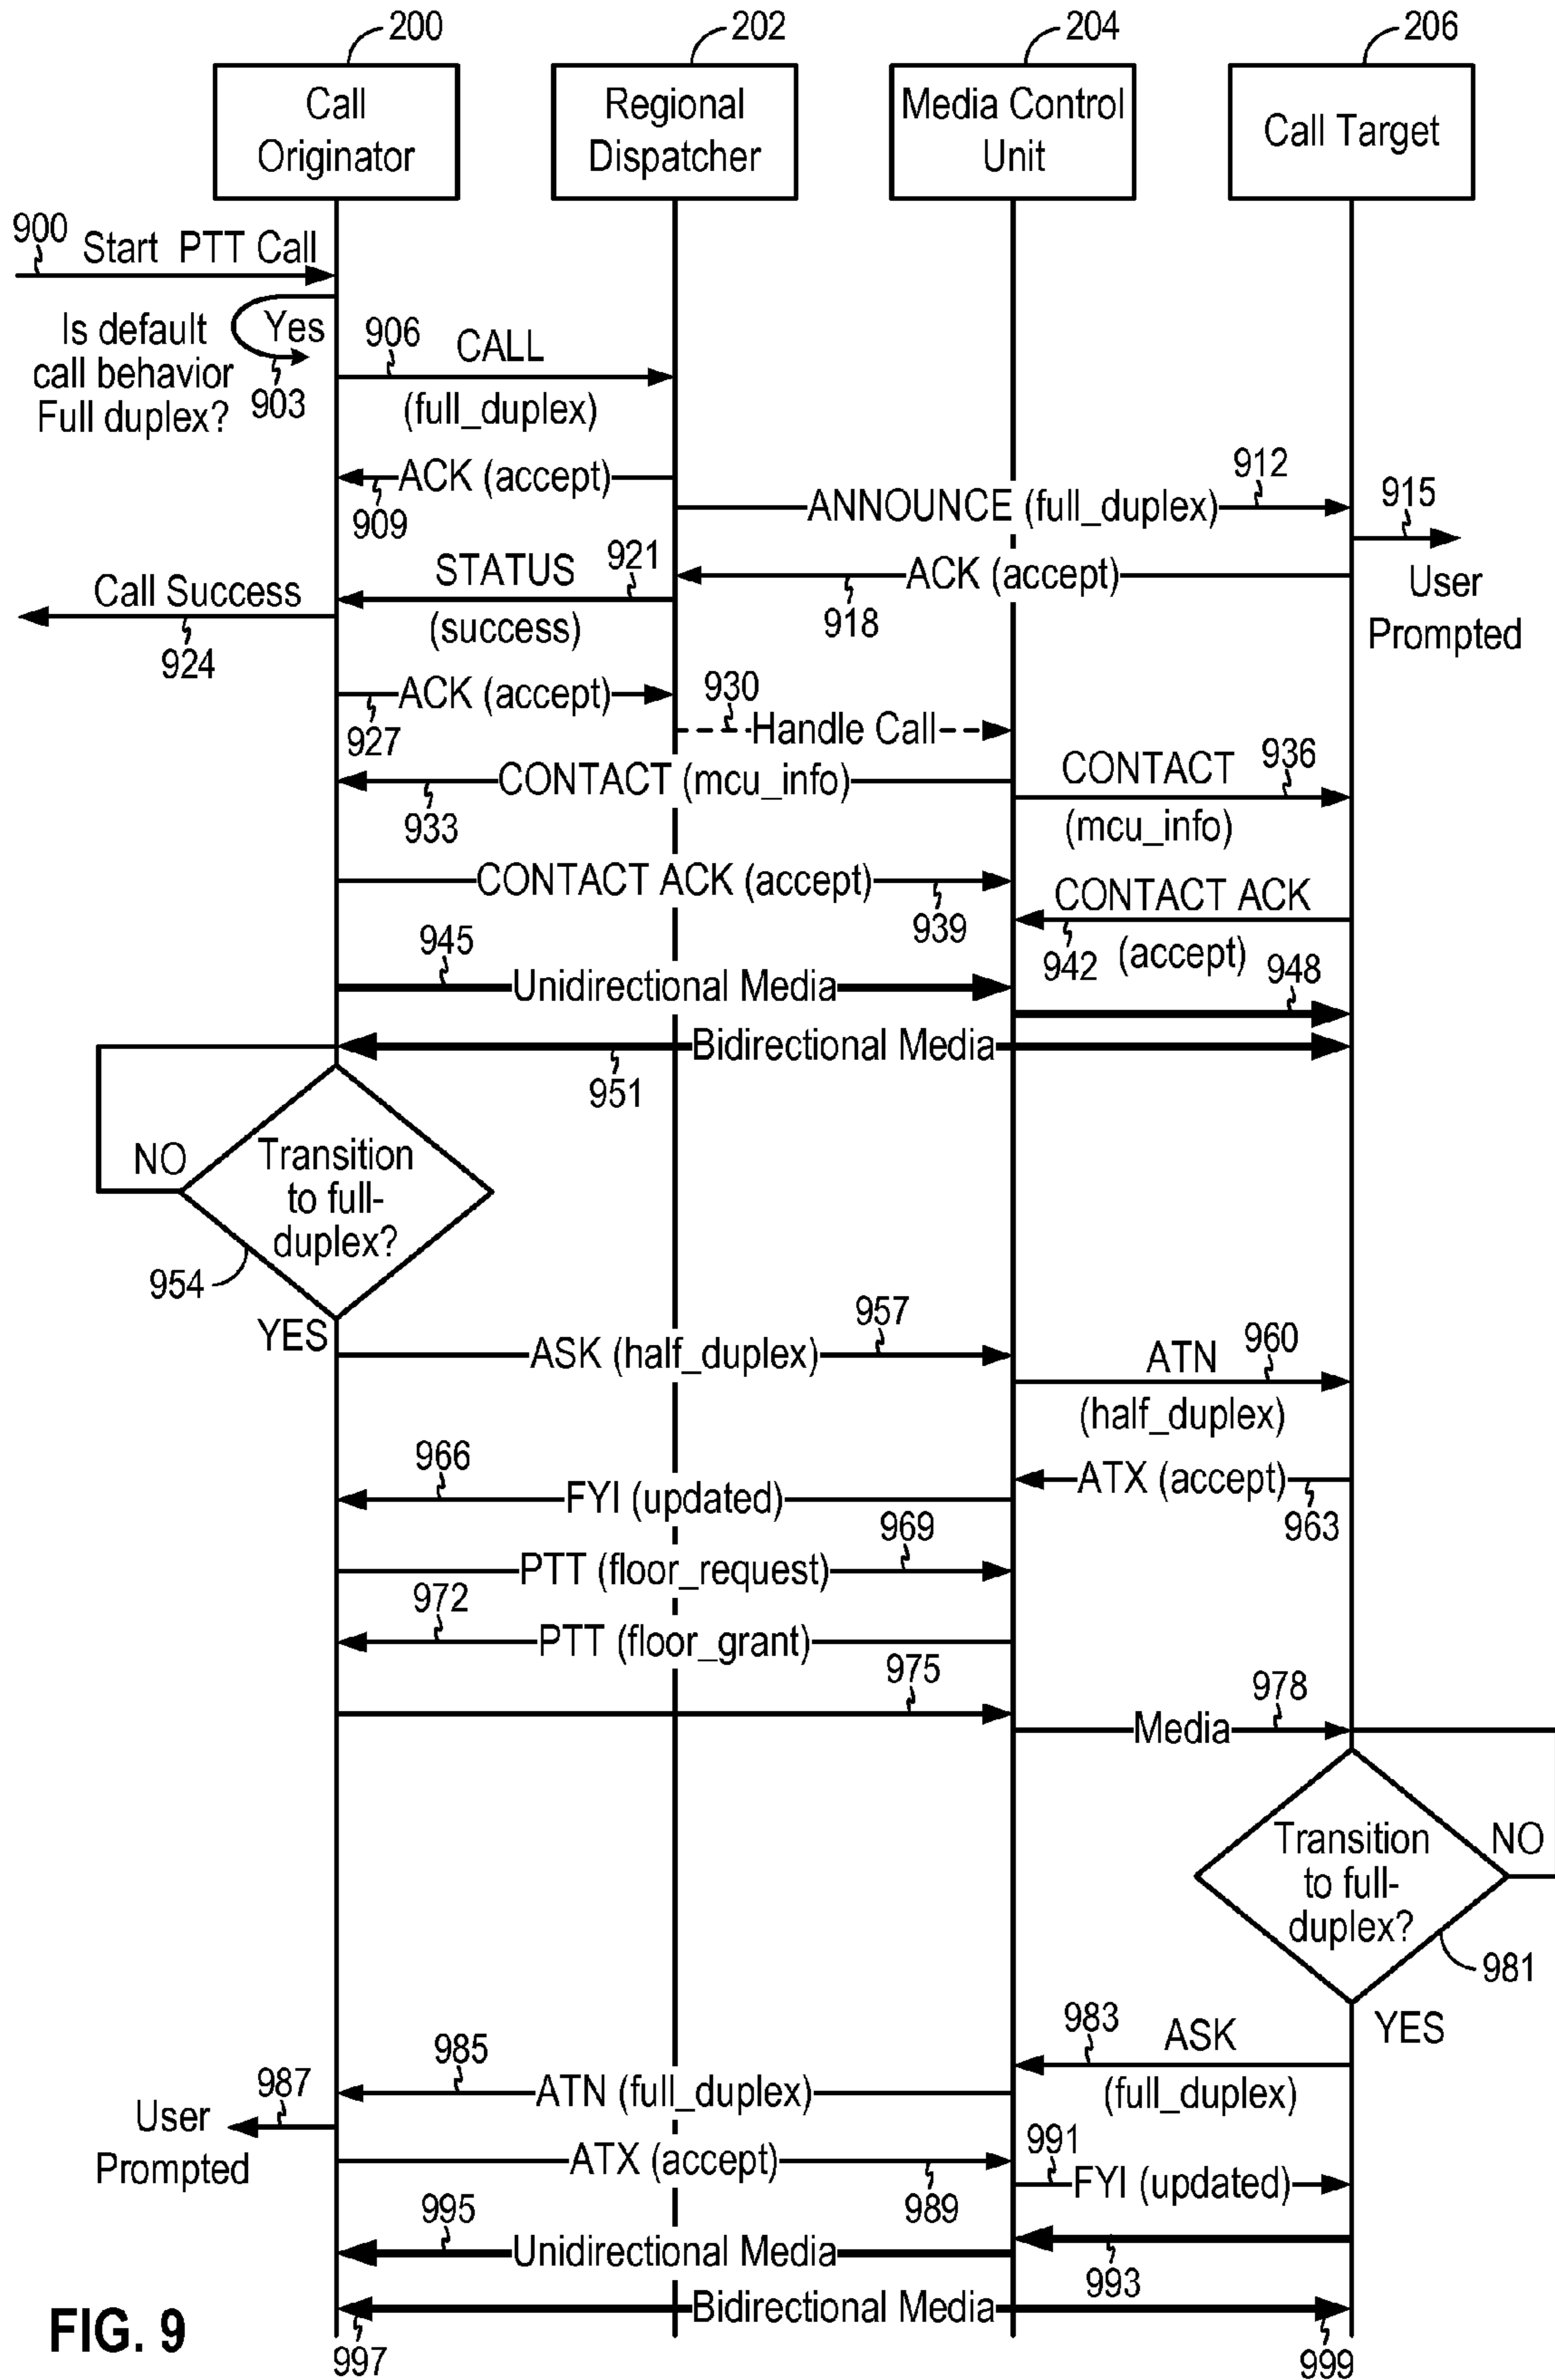 200
202
204
206
Call
Originator
Regional
Dispatcher
Media Control
Unit
Call Target
900
Start PTT Call
Is default
call behavior
Full duplex?
Yes
903
906
CALL
(full_duplex)
ACK (accept)
909
912
ANNOUNCE (full_duplex)
915
User
Prompted
921
STATUS
(success)
ACK (accept)
918
Call Success
924
ACK (accept)
927
930
Handle Call
CONTACT (mcu_info)
933
CONTACT
936
(mcu_info)
CONTACT ACK (accept)
939
CONTACT ACK
(accept)
942
945
Unidirectional Media
948
Bidirectional Media
951
NO
Transition
to full-
duplex?
954
YES
957
ASK (half_duplex)
ATN
960
(half_duplex)
ATX (accept)
963
966
FYI (updated)
969
PTT (floor_request)
972
PTT (floor_grant)
975
978
Media
Transition
to full-
duplex?
NO
981
YES
983
ASK
(full_duplex)
985
ATN (full_duplex)
987
User
Prompted
ATX (accept)
989
991
FYI (updated)
995
Unidirectional Media
993
Bidirectional Media
997
999
FIG. 9